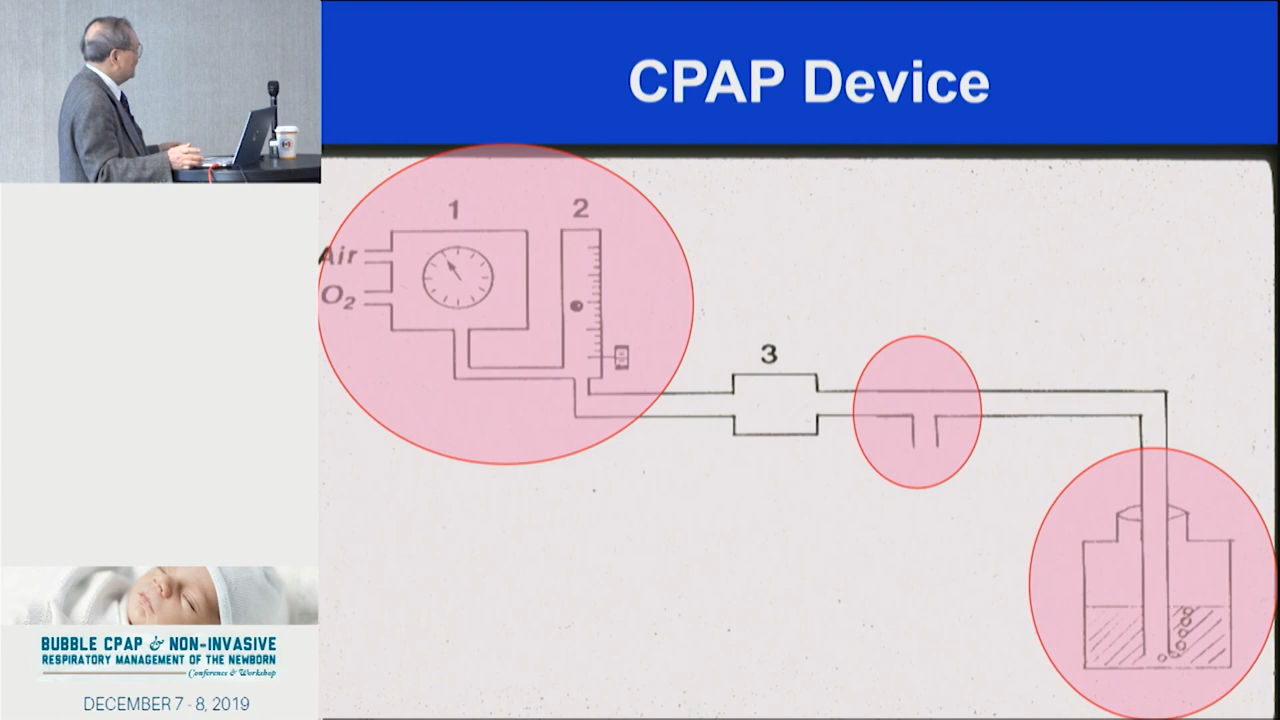 CPAP Device
1
2
Air
O2
3
BUBBLE CPAP & NON-INVASIVE
RESPIRATORY MANAGEMENT OF THE NEWBORN
Conference & Workshop
DECEMBER 7 - 8, 2019